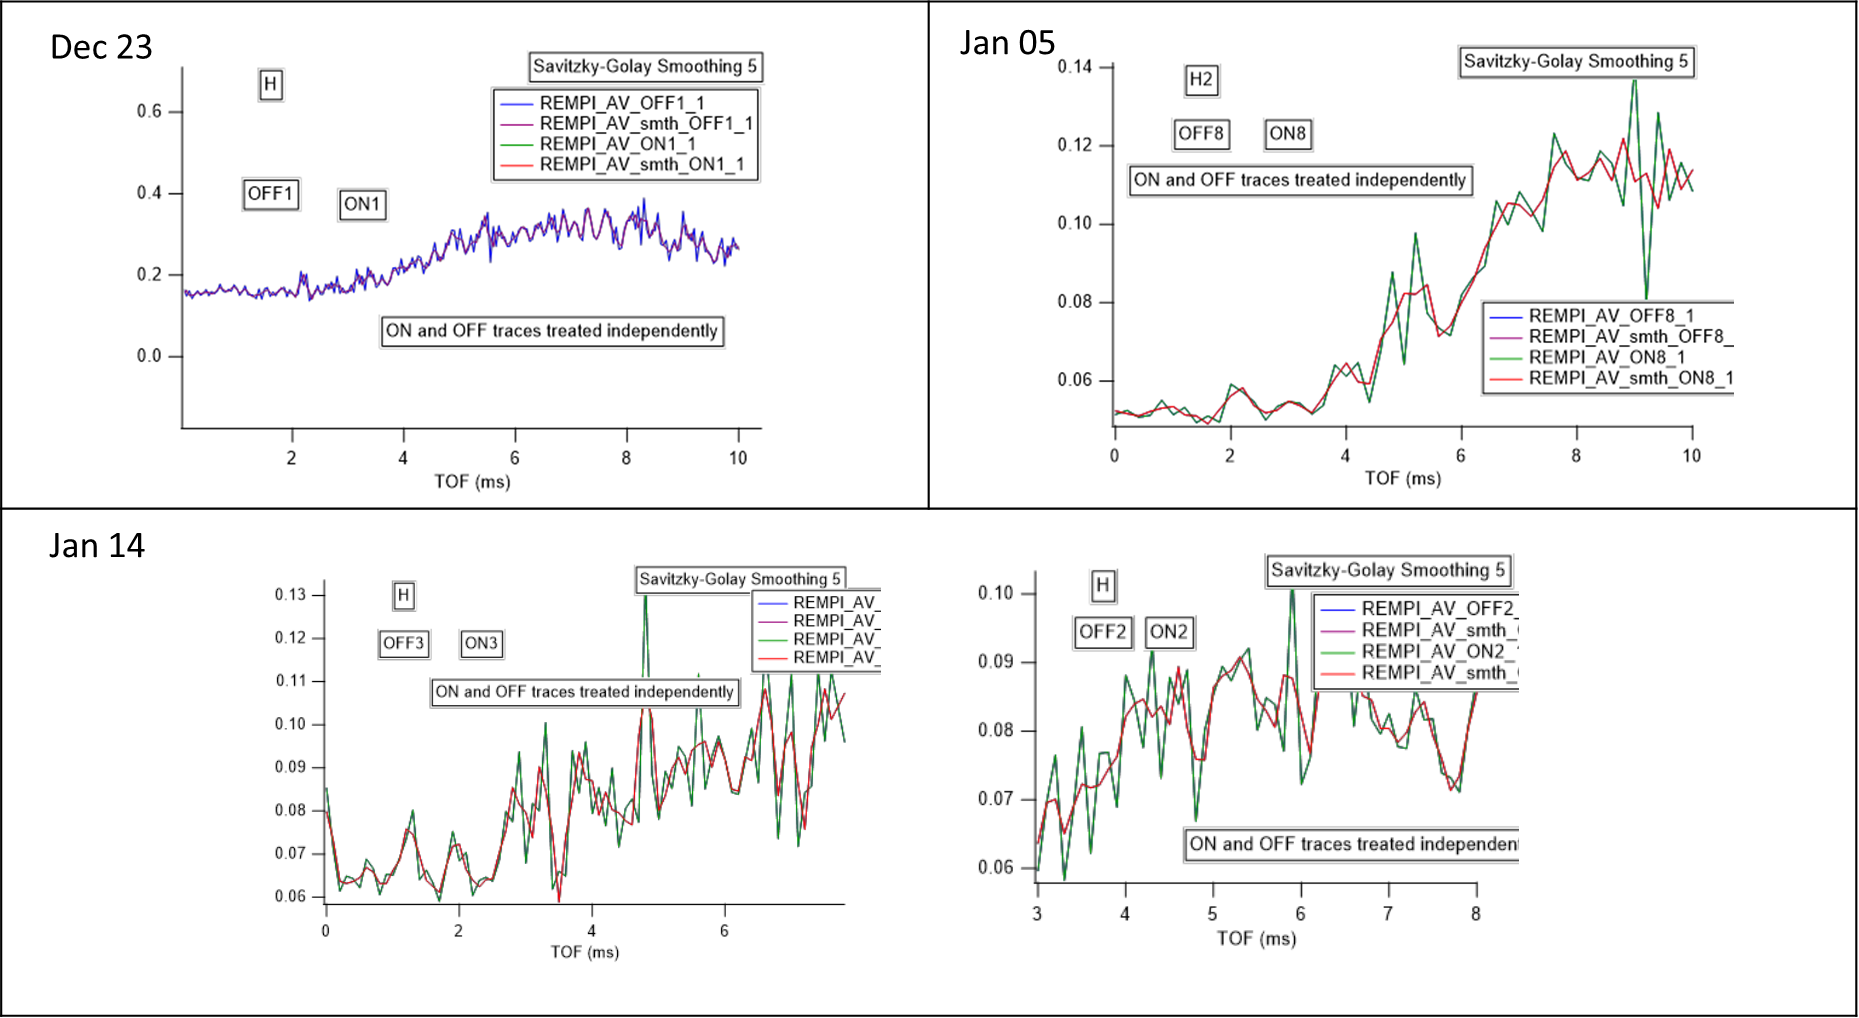 Dec 23
Savitzky-Golay Smoothing 5
H
REMPI_AV_OFF1_1
REMPI_AV_smth_OFF1_1
REMPI_AV_ON1_1
REMPI_AV_smth_ON1_1
OFF1
ON1
ON and OFF traces treated independently
0.6
0.4
0.2
0.0
2
4
6
8
10
TOF (ms)
Jan 05
Savitzky-Golay Smoothing 5
H2
OFF8
ON8
ON and OFF traces treated independently
0.14
0.12
0.10
0.08
0.06
REMPI_AV_OFF8_1
REMPI_AV_smth_OFF8_
REMPI_AV_ON8_1
REMPI_AV_smth_ON8_1
0
2
4
6
8
10
TOF (ms)
Jan 14
Savitzky-Golay Smoothing 5
H
REMPI_AV_
REMPI_AV_
REMPI_AV_
REMPI_AV_
OFF3
ON3
ON and OFF traces treated independently
0.13
0.12
0.11
0.10
0.09
0.08
0.07
0.06
0
2
4
6
TOF (ms)
Savitzky-Golay Smoothing 5
H
REMPI_AV_OFF2_
REMPI_AV_smth_
REMPI_AV_ON2_
REMPI_AV_smth_
OFF2
ON2
0.10
0.09
0.08
0.07
0.06
ON and OFF traces treated independen
3
4
5
6
7
8
TOF (ms)